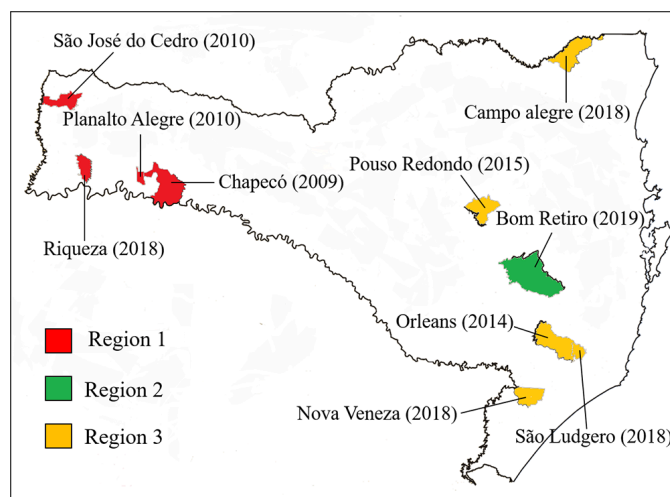 São José do Cedro (2010)
Planalto Alegre (2010)
Campo alegre (2018)
Pouso Redondo (2015)
Chapecó (2009)
Bom Retiro (2019)
Riqueza (2018)
Orleans (2014)
Region 1
Region 2
Nova Veneza (2018)
São Ludgero (2018)
Region 3